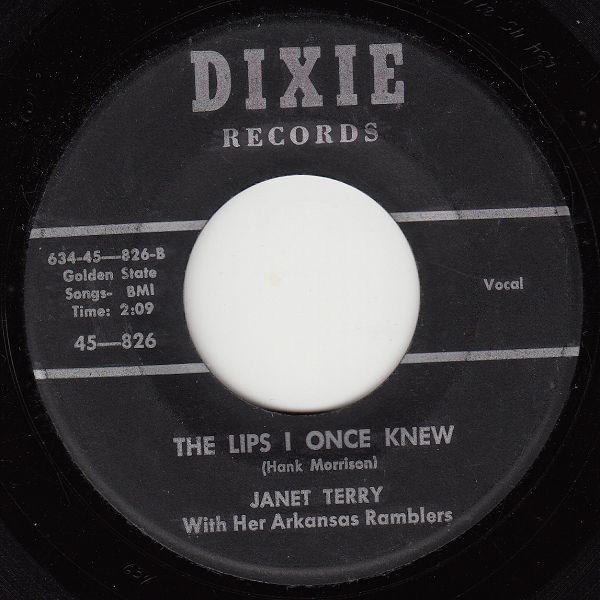 DIXIE
RECORDS
634-45—826-B
Golden State
Songs- BMI
Time: 2:09
45—826
Vocal
THE LIPS I ONCE KNEW
(Hank Morrison)
JANET TERRY
With Her Arkansas Ramblers